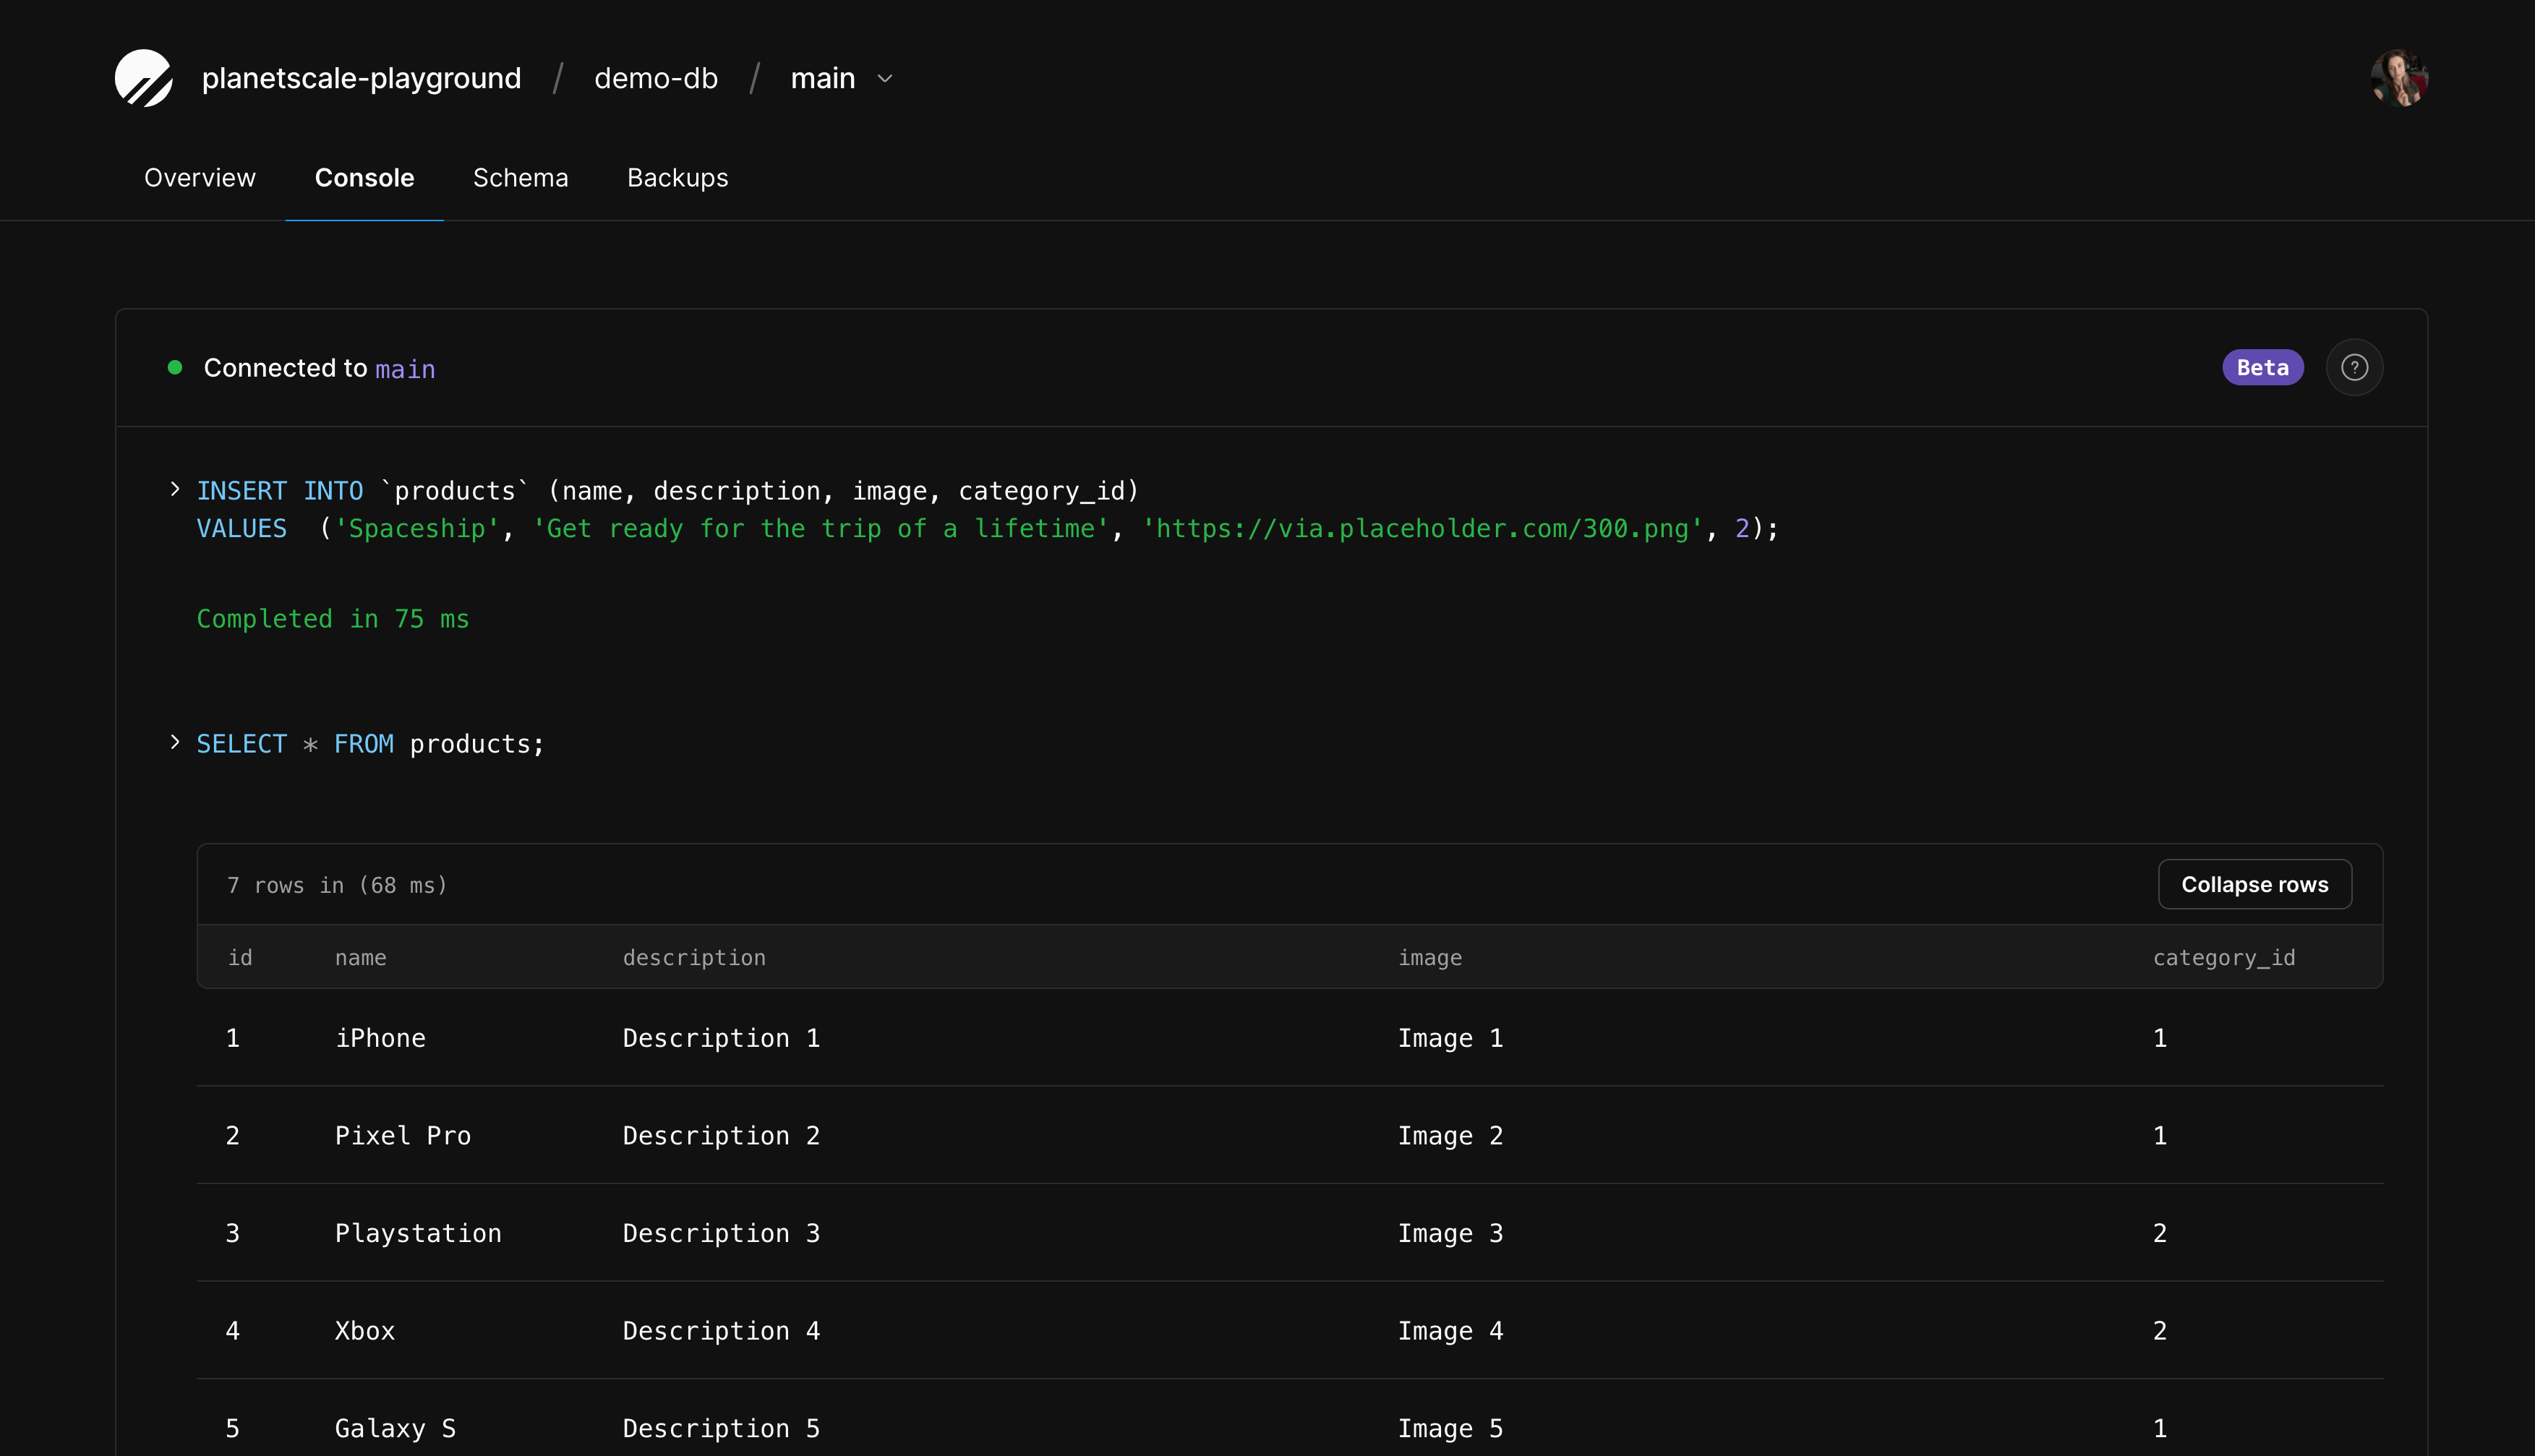 planetscale-playground / demo-db / main
Overview Console Schema Backups
Connected to main Beta ?
INSERT INTO `products` (name, description, image, category_id)
VALUES  ('Spaceship', 'Get ready for the trip of a lifetime', 'https://via.placeholder.com/300.png', 2);
Completed in 75 ms
SELECT * FROM products;
7 rows in (68 ms) Collapse rows
id name description image category_id
1 iPhone Description 1 Image 1 1
2 Pixel Pro Description 2 Image 2 1
3 Playstation Description 3 Image 3 2
4 Xbox Description 4 Image 4 2
5 Galaxy S Description 5 Image 5 1